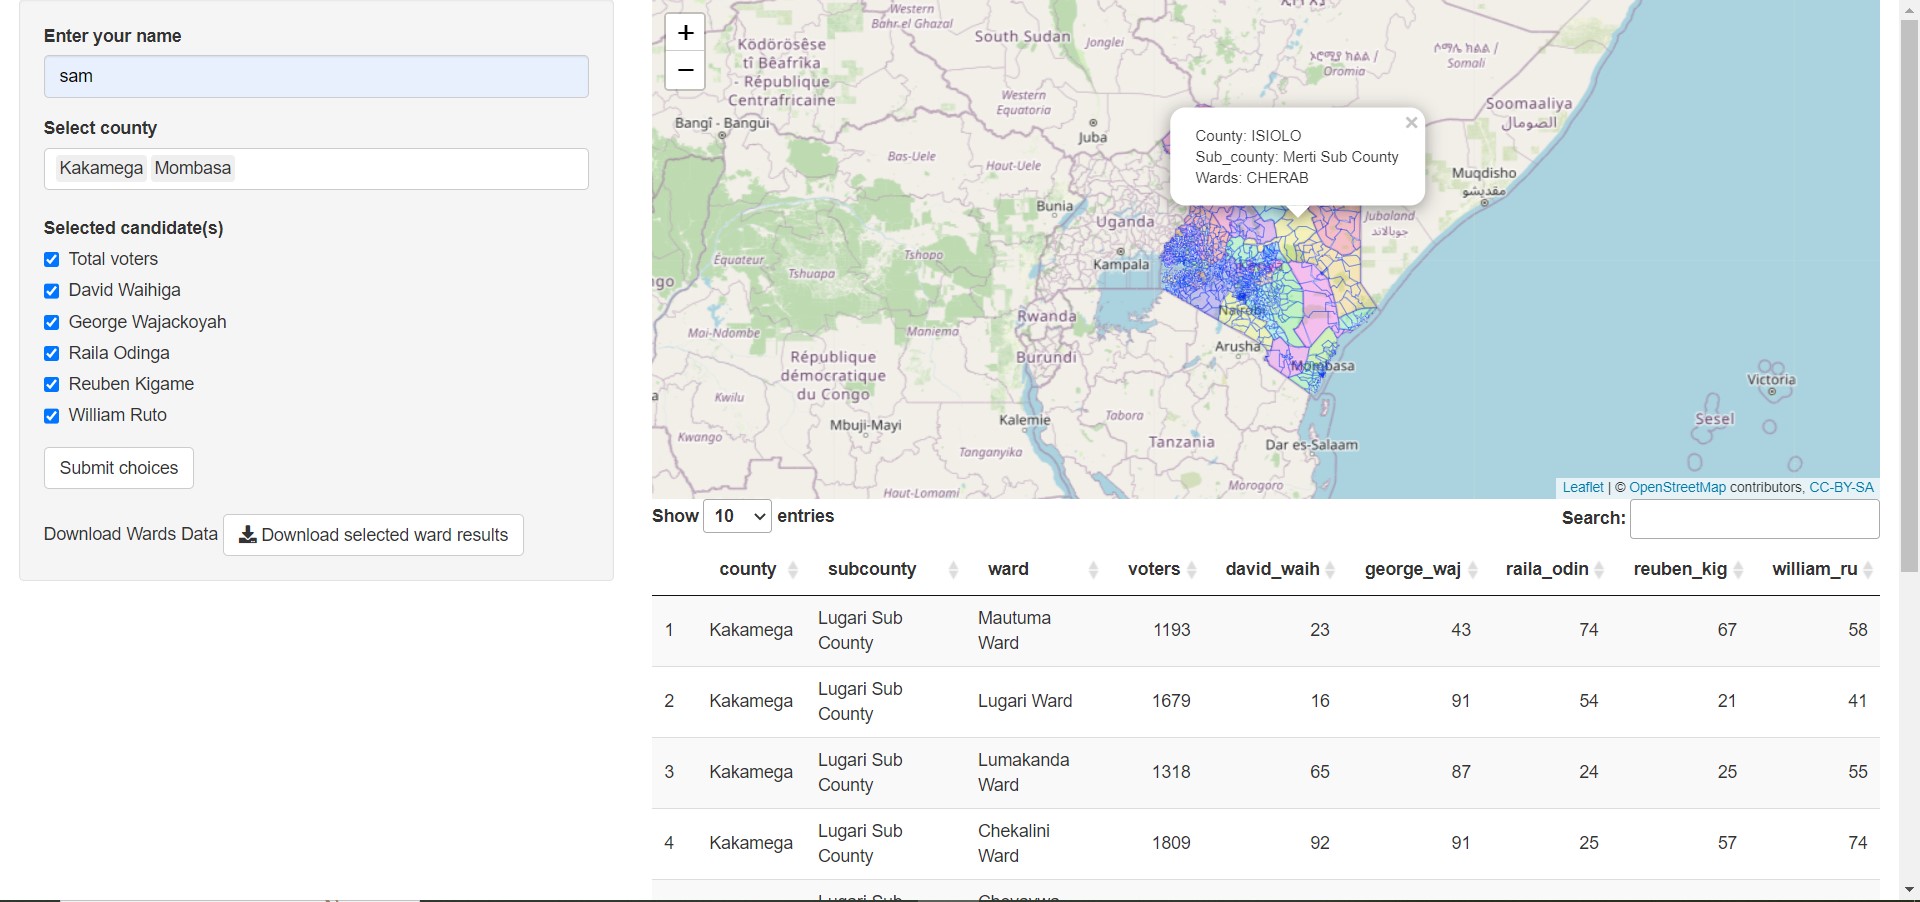 Enter your name
sam
Select county
Kakamega Mombasa
Selected candidate(s)
Total voters
David Waihiga
George Wajackoyah
Raila Odinga
Reuben Kigame
William Ruto
Submit choices
Download Wards Data Download selected ward results
+
−
Western
Bahr el Ghazal
South Sudan
Jonglei
Ködörösêse
tî Bêafrîka
- République
Centrafricaine
Western
Equatoria
Bangî - Bangui
Juba
Oromia
Somali
Soomaaliya
الصومال
Muqdisho
مقديشو
Jubaland
جوبالاند
County: ISIOLO
Sub_county: Merti Sub County
Wards: CHERAB
×
Bas-Uele
Haut-Uele
Bunia
Uganda
Kampala
Équateur
Tshuapa
Tshopo
Nairobi
Rwanda
Mai-Ndombe
Maniema
Burundi
Arusha
Mombasa
République
démocratique
du Congo
Kwilu
Mbuji-Mayi
Kalemie
Tabora
Kwango
Tanganyika
Tanzania
Dar es-Salaam
Haut-Lomami
Morogoro
Victoria
Sesel
Leaflet | © OpenStreetMap contributors, CC-BY-SA
Show 10 entries
Search:
county subcounty ward voters david_waih george_waj raila_odin reuben_kig william_ru
1 Kakamega Lugari Sub County Mautuma Ward 1193 23 43 74 67 58
2 Kakamega Lugari Sub County Lugari Ward 1679 16 91 54 21 41
3 Kakamega Lugari Sub County Lumakanda Ward 1318 65 87 24 25 55
4 Kakamega Lugari Sub County Chekalini Ward 1809 92 91 25 57 74